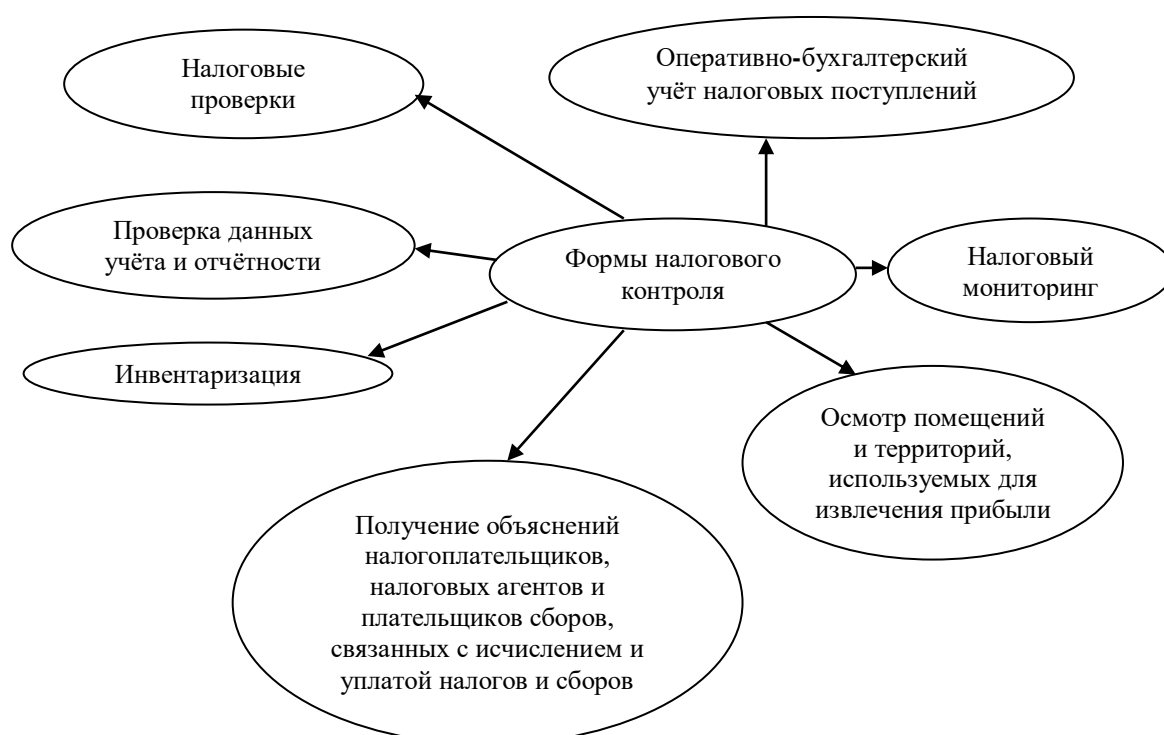 Налоговые
проверки
Оперативно-бухгалтерский
учёт налоговых поступлений
Проверка данных
учёта и отчётности
Формы налогового
контроля
Налоговый
мониторинг
Инвентаризация
Осмотр помещений
и территорий,
используемых для
извлечения прибыли
Получение объяснений
налогоплательщиков,
налоговых агентов и
плательщиков сборов,
связанных с исчислением и
уплатой налогов и сборов